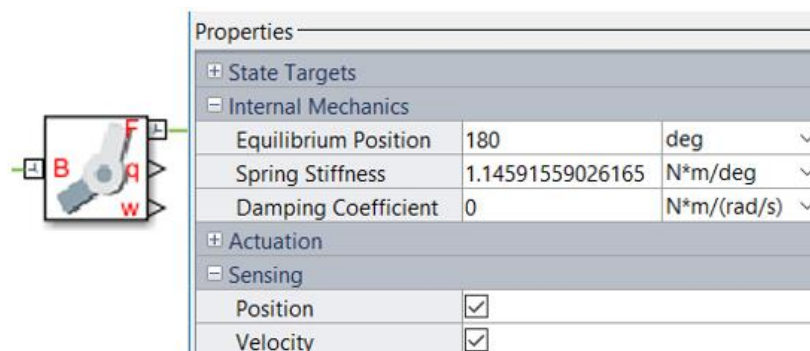 Properties
State Targets
Internal Mechanics
Equilibrium Position 180 deg
F
B q
Spring Stiffness 1.14591559026165 N*m/deg
w
Damping Coefficient 0 N*m/(rad/s)
Actuation
Sensing
Position
Velocity